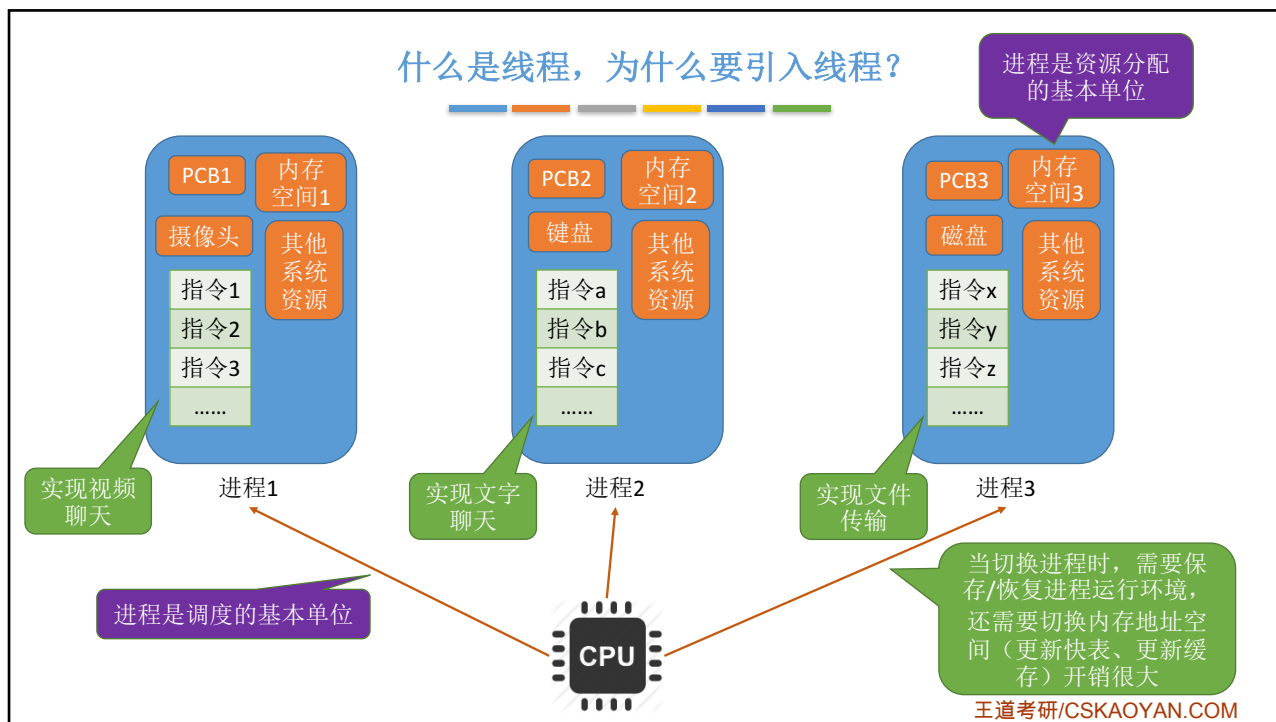 什么是线程，为什么要引入线程？
进程是资源分配
的基本单位
PCB1
内存
空间1
摄像头
其他
系统
资源
指令1
指令2
指令3
......
实现视频
聊天
进程1
PCB2
内存
空间2
键盘
其他
系统
资源
指令a
指令b
指令c
......
实现文字
聊天
进程2
PCB3
内存
空间3
磁盘
其他
系统
资源
指令x
指令y
指令z
......
实现文件
传输
进程3
进程是调度的基本单位
CPU
当切换进程时，需要保
存/恢复进程运行环境，
还需要切换内存地址空
间（更新快表、更新缓
存）开销很大
王道考研/CSKAOYAN.COM